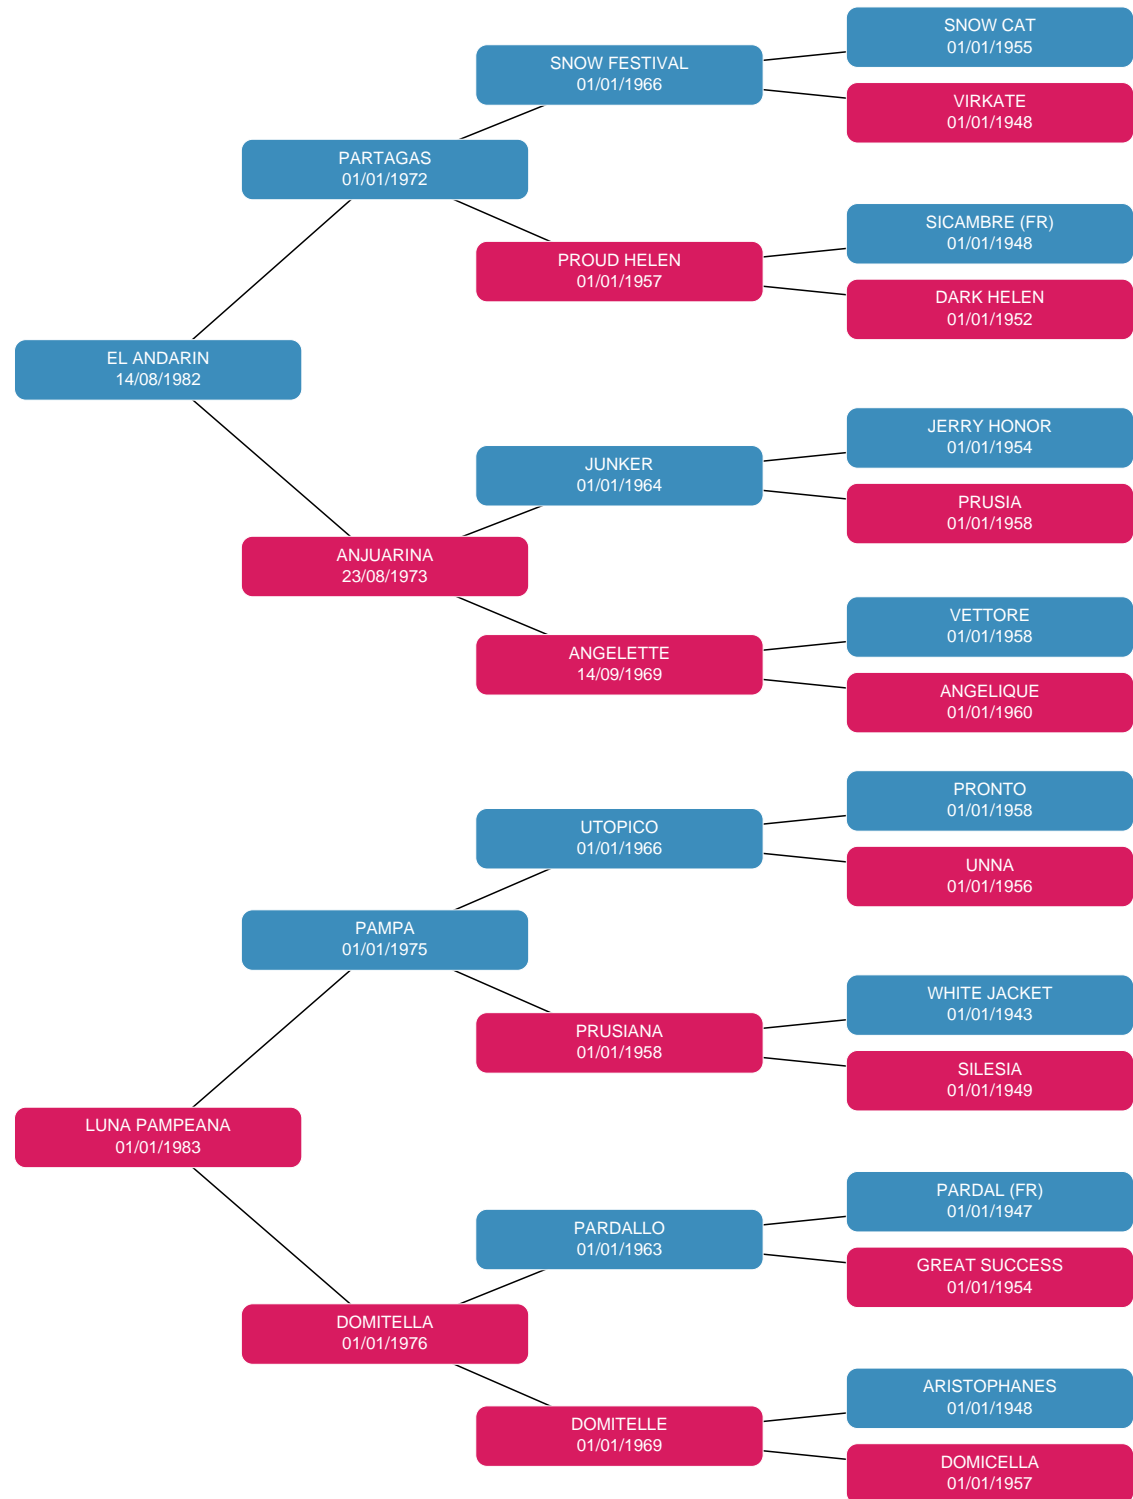 SNOW CAT
01/01/1955
SNOW FESTIVAL
01/01/1966
VIRKATE
01/01/1948
PARTAGAS
01/01/1972
SICAMBRE (FR)
01/01/1948
PROUD HELEN
01/01/1957
DARK HELEN
01/01/1952
EL ANDARIN
14/08/1982
JERRY HONOR
01/01/1954
JUNKER
01/01/1964
PRUSIA
01/01/1958
ANJUARINA
23/08/1973
VETTORE
01/01/1958
ANGELETTE
14/09/1969
ANGELIQUE
01/01/1960
PRONTO
01/01/1958
UTOPICO
01/01/1966
UNNA
01/01/1956
PAMPA
01/01/1975
WHITE JACKET
01/01/1943
PRUSIANA
01/01/1958
SILESIA
01/01/1949
LUNA PAMPEANA
01/01/1983
PARDAL (FR)
01/01/1947
PARDALLO
01/01/1963
GREAT SUCCESS
01/01/1954
DOMITELLA
01/01/1976
ARISTOPHANES
01/01/1948
DOMITELLE
01/01/1969
DOMICELLA
01/01/1957